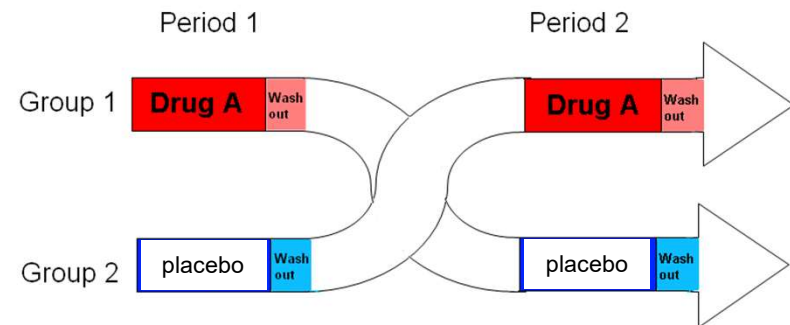 Period 1
Period 2
Group 1
Drug A
Wash
out
Drug A
Wash
out
Group 2
placebo
Wash
out
placebo
Wash
out